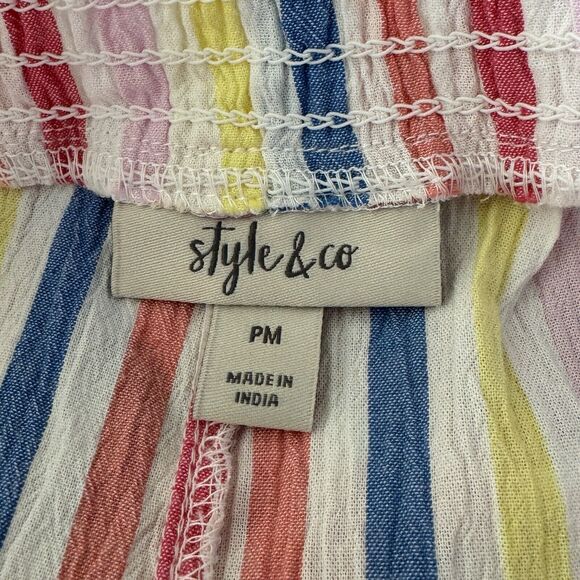 style & co
PM
MADE IN
INDIA